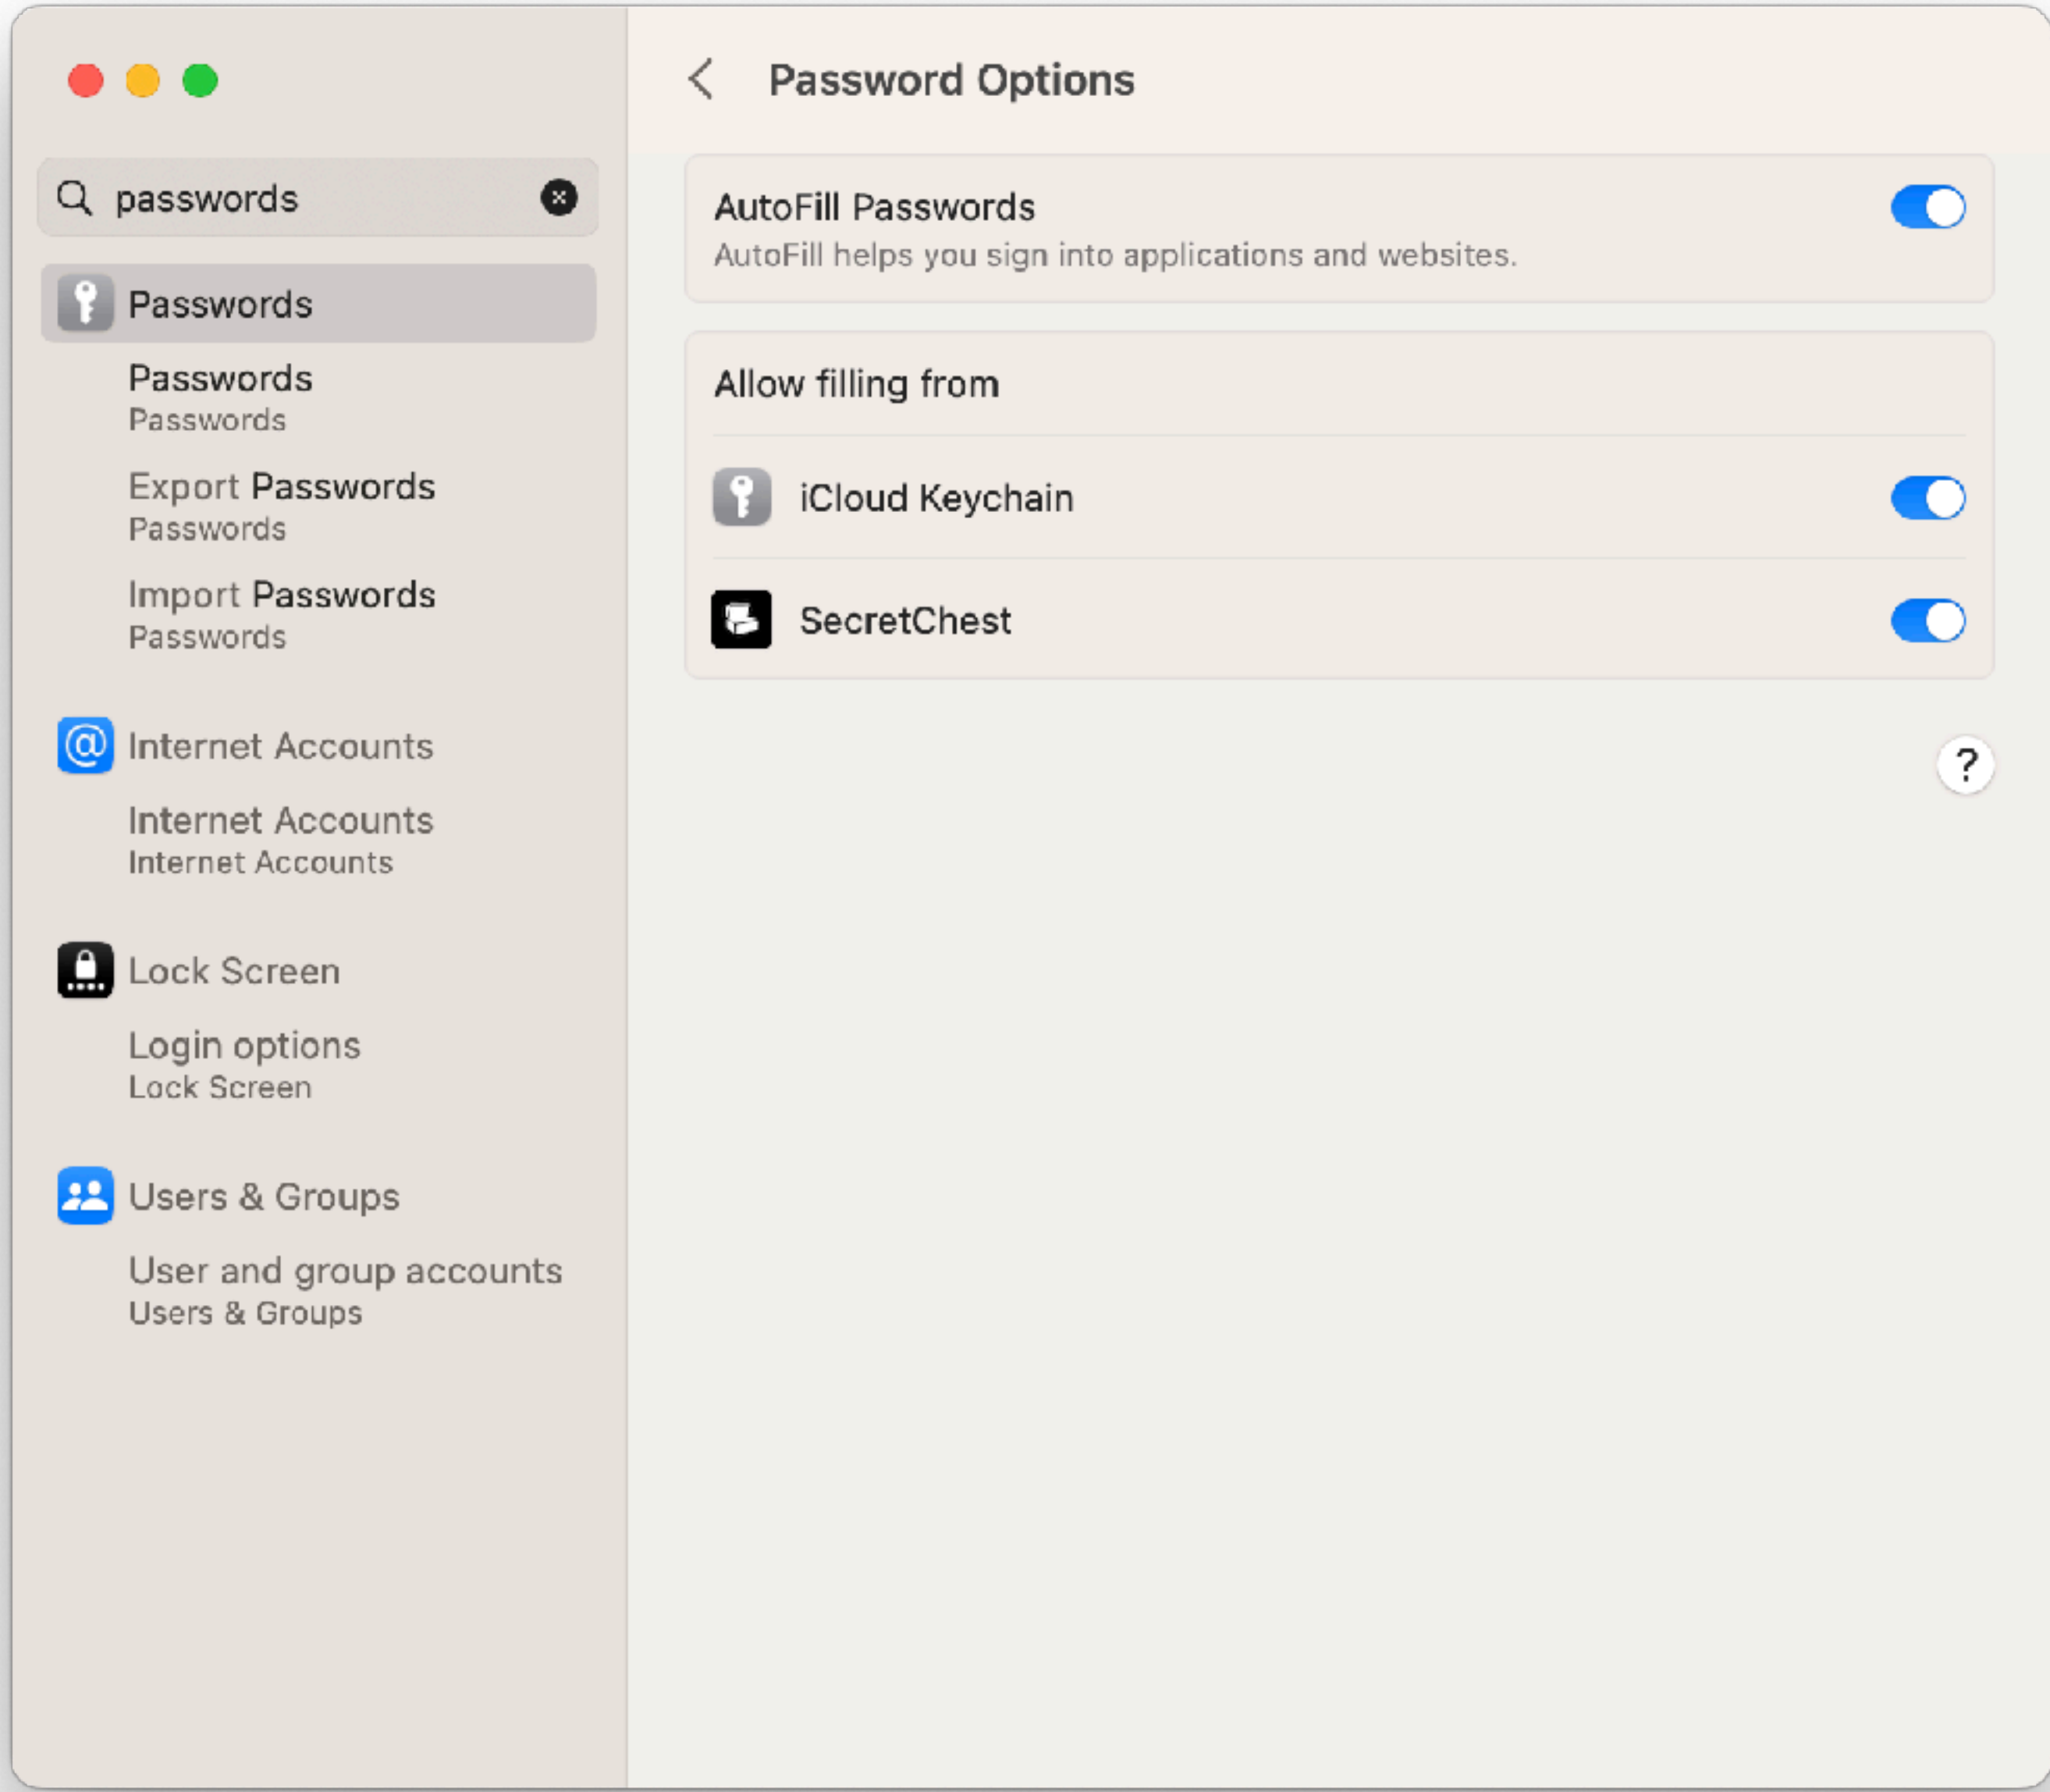 passwords
Passwords
Passwords
Passwords
Export Passwords
Passwords
Import Passwords
Passwords
@ Internet Accounts
Internet Accounts
Internet Accounts
Lock Screen
Login options
Lock Screen
Users & Groups
User and group accounts
Users & Groups
Password Options
AutoFill Passwords
AutoFill helps you sign into applications and websites.
Allow filling from
iCloud Keychain
SecretChest
?